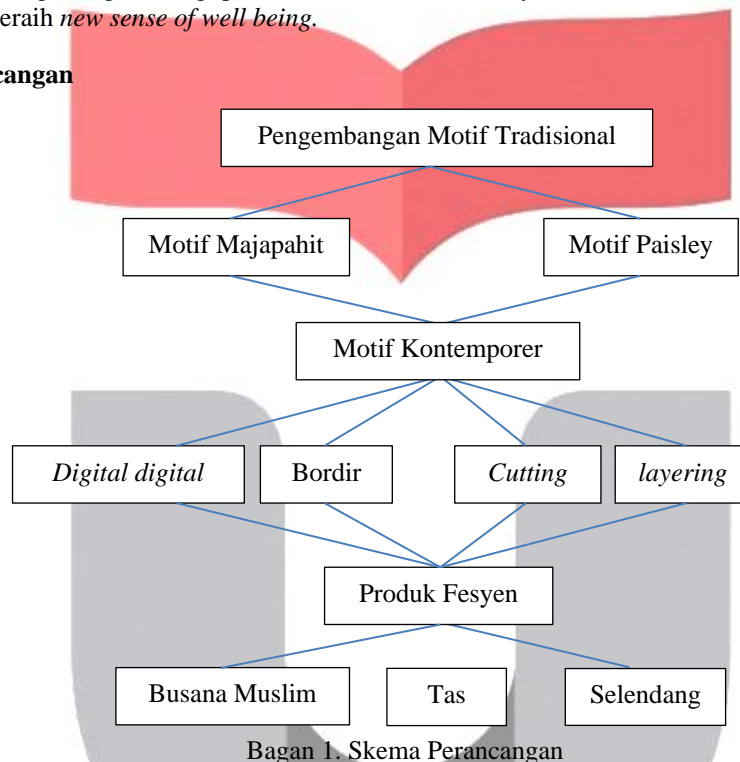 eraih new sense of well being.
cangan
Pengembangan Motif Tradisional
Motif Majapahit Motif Paisley
Motif Kontemporer
Digital digital Bordir Cutting layering
Produk Fesyen
Busana Muslim Tas Selendang
Bagan 1. Skema Perancangan